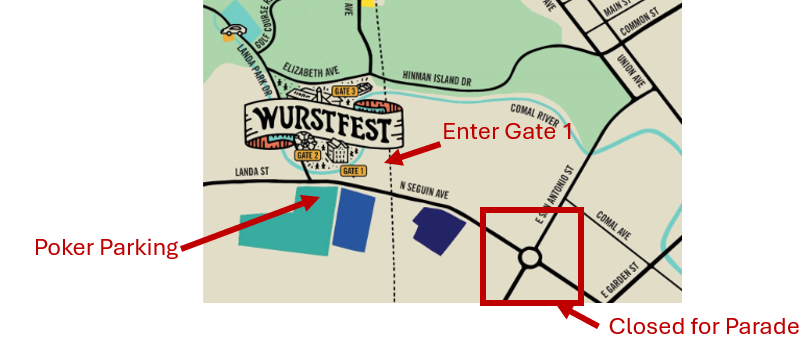 AVE
AVE
MAIN ST
COMMON ST
GOLF COURSE
LANDA PARK DR
ELIZABETH AVE
HINMAN ISLAND DR
UNION AVE
GATE 3
COMAL RIVER
WURSTFEST
Enter Gate 1
GATE 2
GATE 1
LANDA ST
N SEGUIN AVE
E SAN ANTONIO ST
COMAL AVE
Poker Parking
E GARDEN ST
Closed for Parade